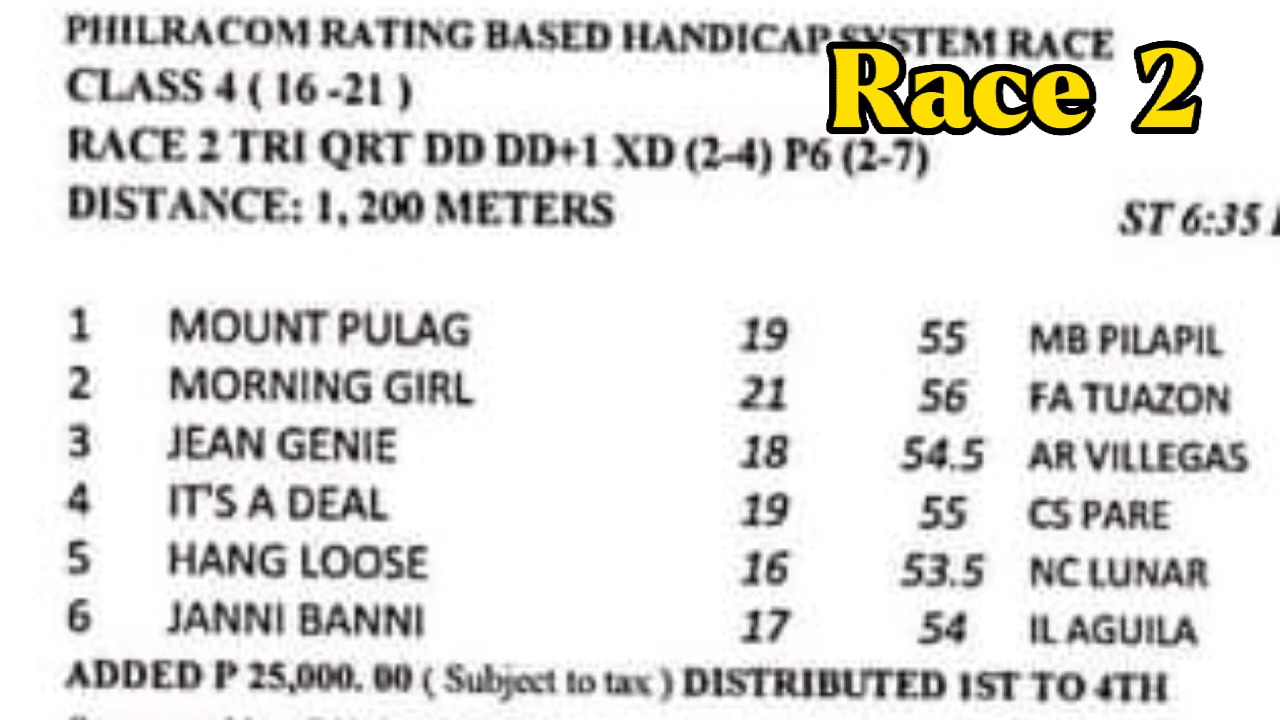 PHILRACOM RATING BASED HANDICAP SYSTEM RACE
Race 2
CLASS 4 ( 16 -21 )
RACE 2 TRI QRT DD DD+1 XD (2-4) P6 (2-7)
DISTANCE: 1, 200 METERS
ST 6:35
1 MOUNT PULAG 19 55 MB PILAPIL
2 MORNING GIRL 21 56 FA TUAZON
3 JEAN GENIE 18 54.5 AR VILLEGAS
4 IT'S A DEAL 19 55 CS PARE
5 HANG LOOSE 16 53.5 NC LUNAR
6 JANNI BANNI 17 54 IL AGUILA
ADDED P 25,000. 00 ( Subject to tax ) DISTRIBUTED 1ST TO 4TH